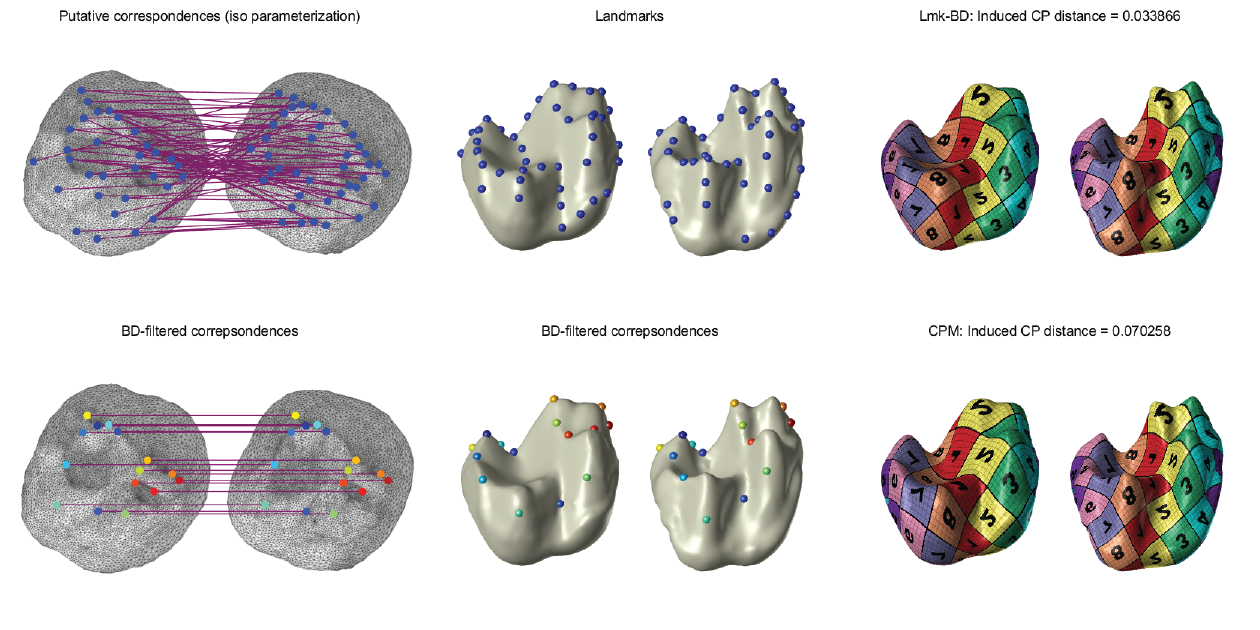 Putative correspondences (iso parameterization)
Landmarks
Lmk-BD: Induced CP distance = 0.033866
BD-filtered correpsondences
BD-filtered correpsondences
CPM: Induced CP distance = 0.070258